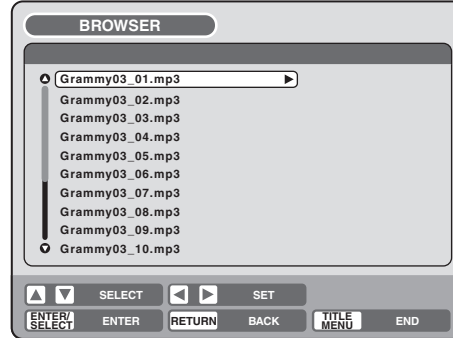 BROWSER
Grammy03_01.mp3
Grammy03_02.mp3
Grammy03_03.mp3
Grammy03_04.mp3
Grammy03_05.mp3
Grammy03_06.mp3
Grammy03_07.mp3
Grammy03_08.mp3
Grammy03_09.mp3
Grammy03_10.mp3
SELECT SET
ENTER/SELECT ENTER RETURN BACK TITLE MENU END